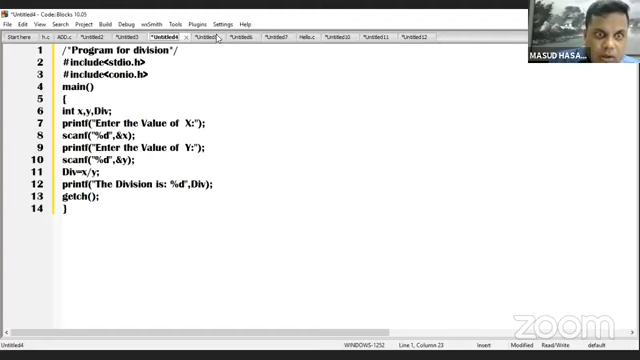 *Untitled4 - Code::Blocks 10.05
File Edit View Search Project Build Debug wxSmith Tools Plugins Settings Help
Start here h.c ADD.c *Untitled2 *Untitled3 *Untitled4 *Untitled5 *Untitled6 *Untitled7 Hello.c *Untitled10 *Untitled11 *Untitled12
1 /*Program for division*/
2 #include<stdio.h>
3 #include<conio.h>
4 main()
5 {
6 int x,y,Div;
7 printf("Enter the Value of X:");
8 scanf("%d",&x);
9 printf("Enter the Value of Y:");
10 scanf("%d",&y);
11 Div=x/y;
12 printf("The Division is: %d",Div);
13 getch();
14 }
MASUD HASA...
zoom
Untitled4 WINDOWS-1252 Line 1, Column 23 Insert Modified Read/Write default